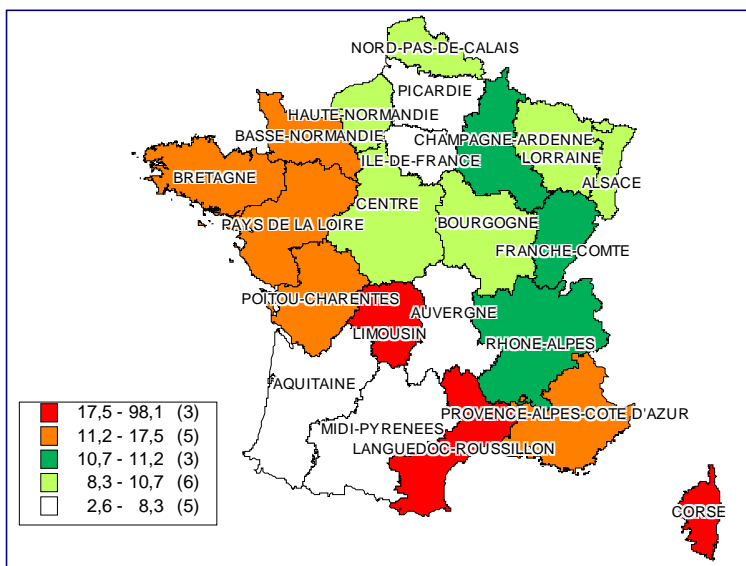 NORD-PAS-DE-CALAIS
PICARDIE
HAUTE-NORMANDIE
BASSE-NORMANDIE
CHAMPAGNE-ARDENNE
ILE-DE-FRANCE
LORRAINE
BRETAGNE
ALSACE
CENTRE
BOURGOGNE
PAYS DE LA LOIRE
FRANCHE-COMTE
POITOU-CHARENTES
AUVERGNE
LIMOUSIN
RHONE-ALPES
AQUITAINE
PROVENCE-ALPES-COTE D'AZUR
MIDI-PYRENEES
LANGUEDOC-ROUSSILLON
CORSE
17,5 - 98,1 (3)
11,2 - 17,5 (5)
10,7 - 11,2 (3)
8,3 - 10,7 (6)
2,6 - 8,3 (5)